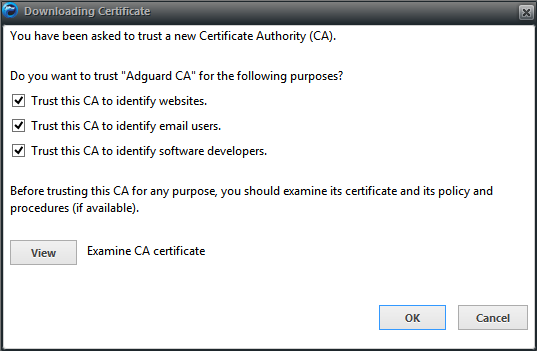 Downloading Certificate
You have been asked to trust a new Certificate Authority (CA).
Do you want to trust "Adguard CA" for the following purposes?
Trust this CA to identify websites.
Trust this CA to identify email users.
Trust this CA to identify software developers.
Before trusting this CA for any purpose, you should examine its certificate and its policy and
procedures (if available).
View Examine CA certificate
OK Cancel